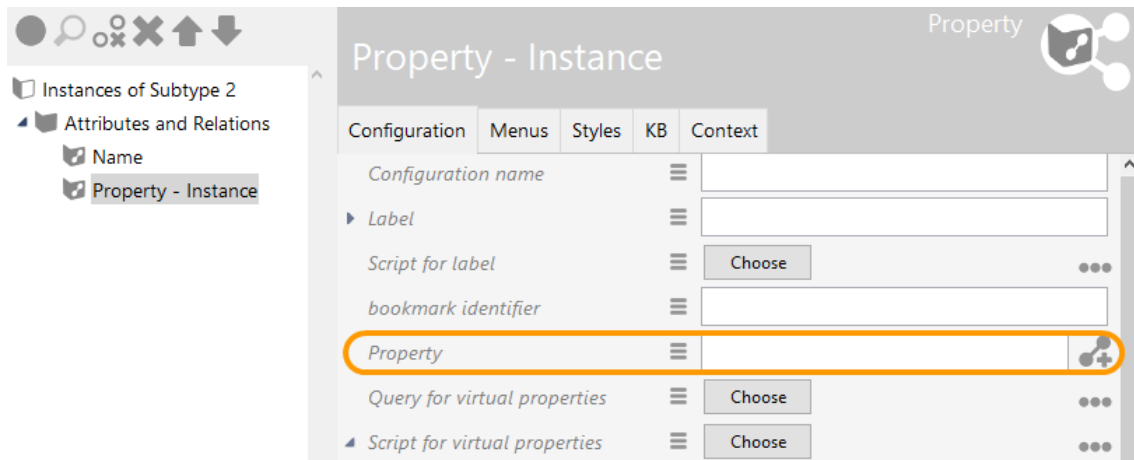 Property
Property - Instance
Instances of Subtype 2
Attributes and Relations
Name
Property - Instance
Configuration Menus Styles KB Context
Configuration name
Label
Script for label Choose
bookmark identifier
Property
Query for virtual properties Choose
Script for virtual properties Choose